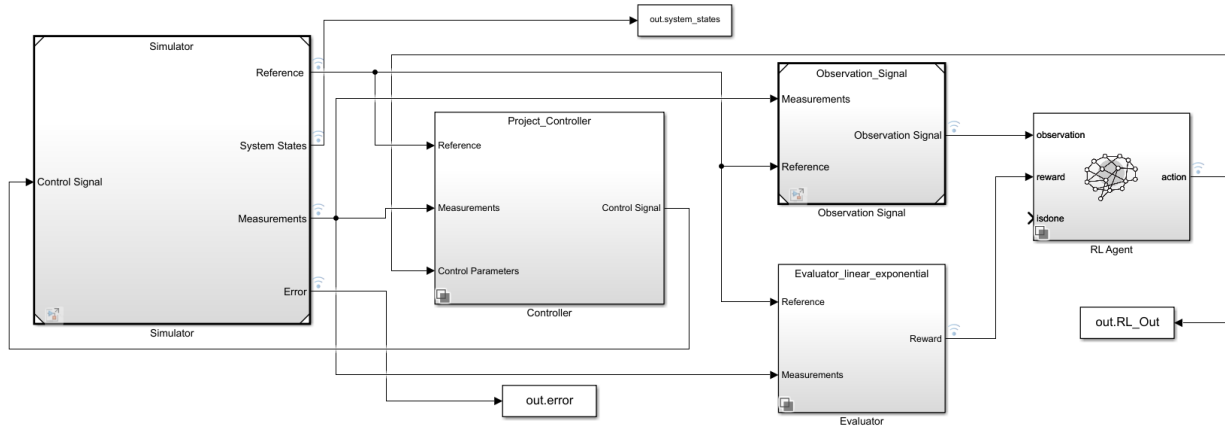 out.system_states
Simulator
Reference
System States
Control Signal
Measurements
Error
Simulator
Project_Controller
Reference
Measurements
Control Signal
Control Parameters
Controller
out.error
Observation_Signal
Measurements
Observation Signal
Reference
Observation Signal
Evaluator_linear_exponential
Reference
Reward
Measurements
Evaluator
observation
reward
action
isdone
RL Agent
out.RL_Out